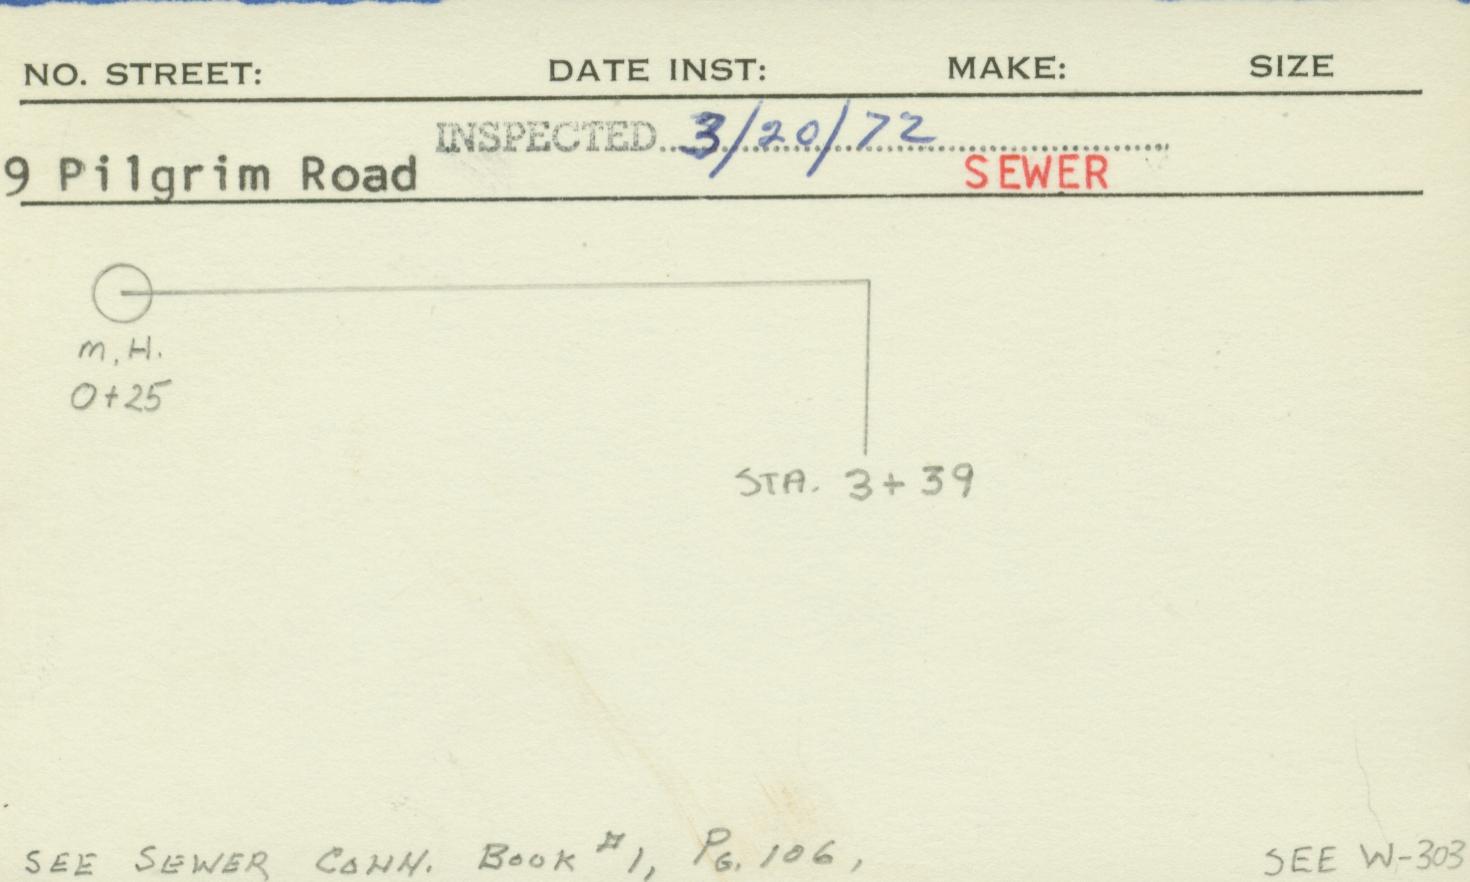 NO. STREET: DATE INST: MAKE: SIZE
INSPECTED 3/20/72
9 Pilgrim Road SEWER
M.H.
0+25
STA. 3+39
SEE SEWER CONN. BOOK #1, PG. 106, SEE W-303